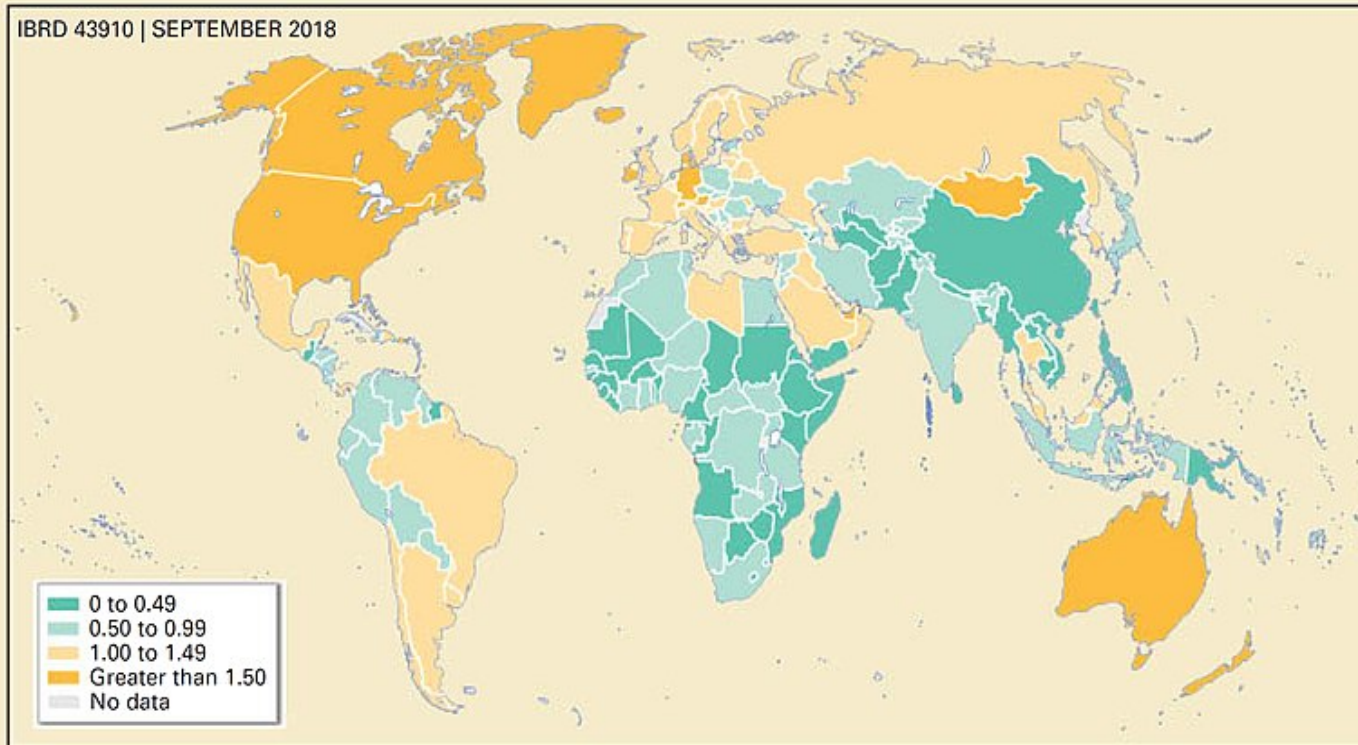 IBRD 43910 | SEPTEMBER 2018
0 to 0.49
0.50 to 0.99
1.00 to 1.49
Greater than 1.50
No data